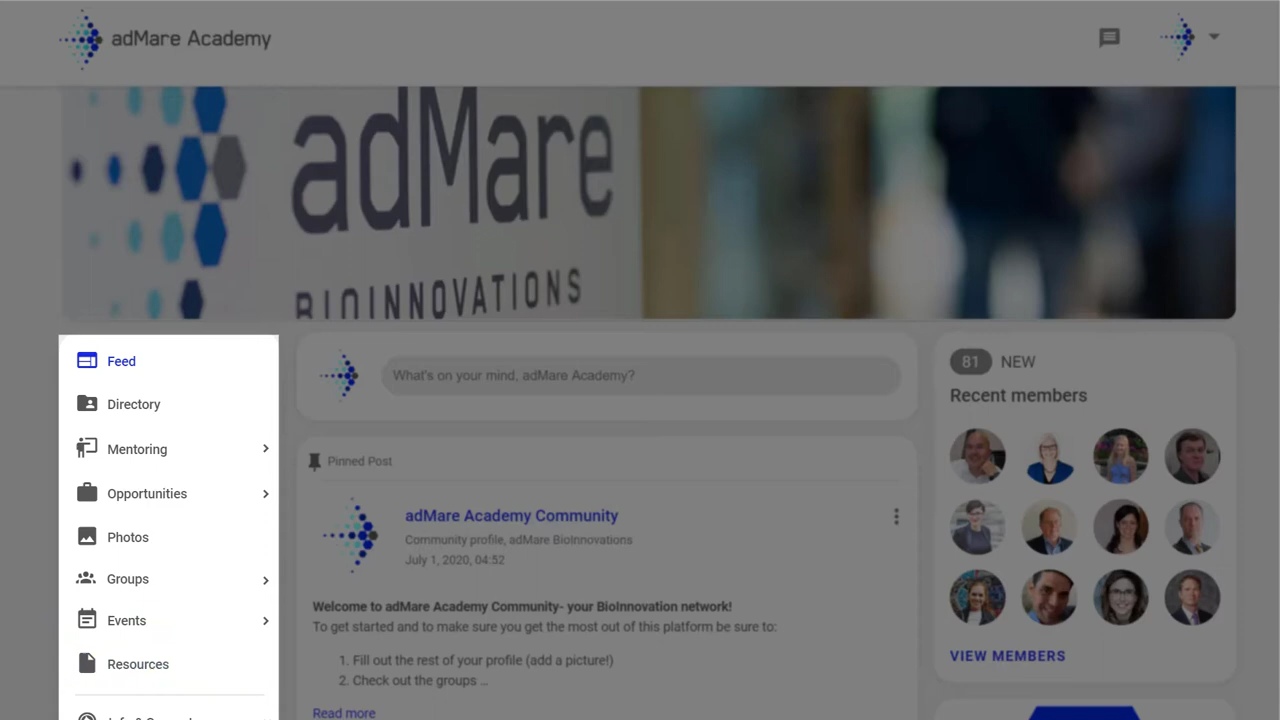 adMare Academy
adMare
BIOINNOVATIONS
Feed
Directory
Mentoring
Opportunities
Photos
Groups
Events
Resources
What's on your mind, adMare Academy?
Pinned Post
adMare Academy Community
Community profile, adMare BioInnovations
July 1, 2020, 04:52
Welcome to adMare Academy Community- your BioInnovation network!
To get started and to make sure you get the most out of this platform be sure to:
1. Fill out the rest of your profile (add a picture!)
2. Check out the groups ...
Read more
81 NEW
Recent members
VIEW MEMBERS